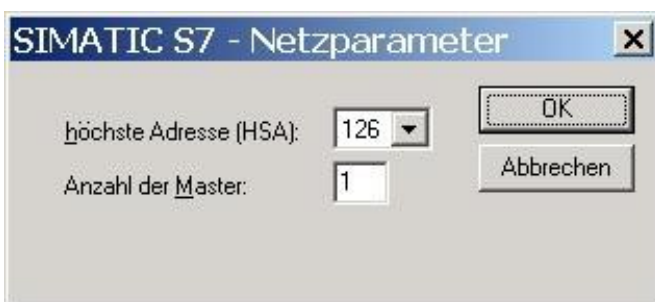 SIMATIC S7 - Netzparameter
höchste Adresse (HSA): 126
OK
Anzahl der Master: 1
Abbrechen